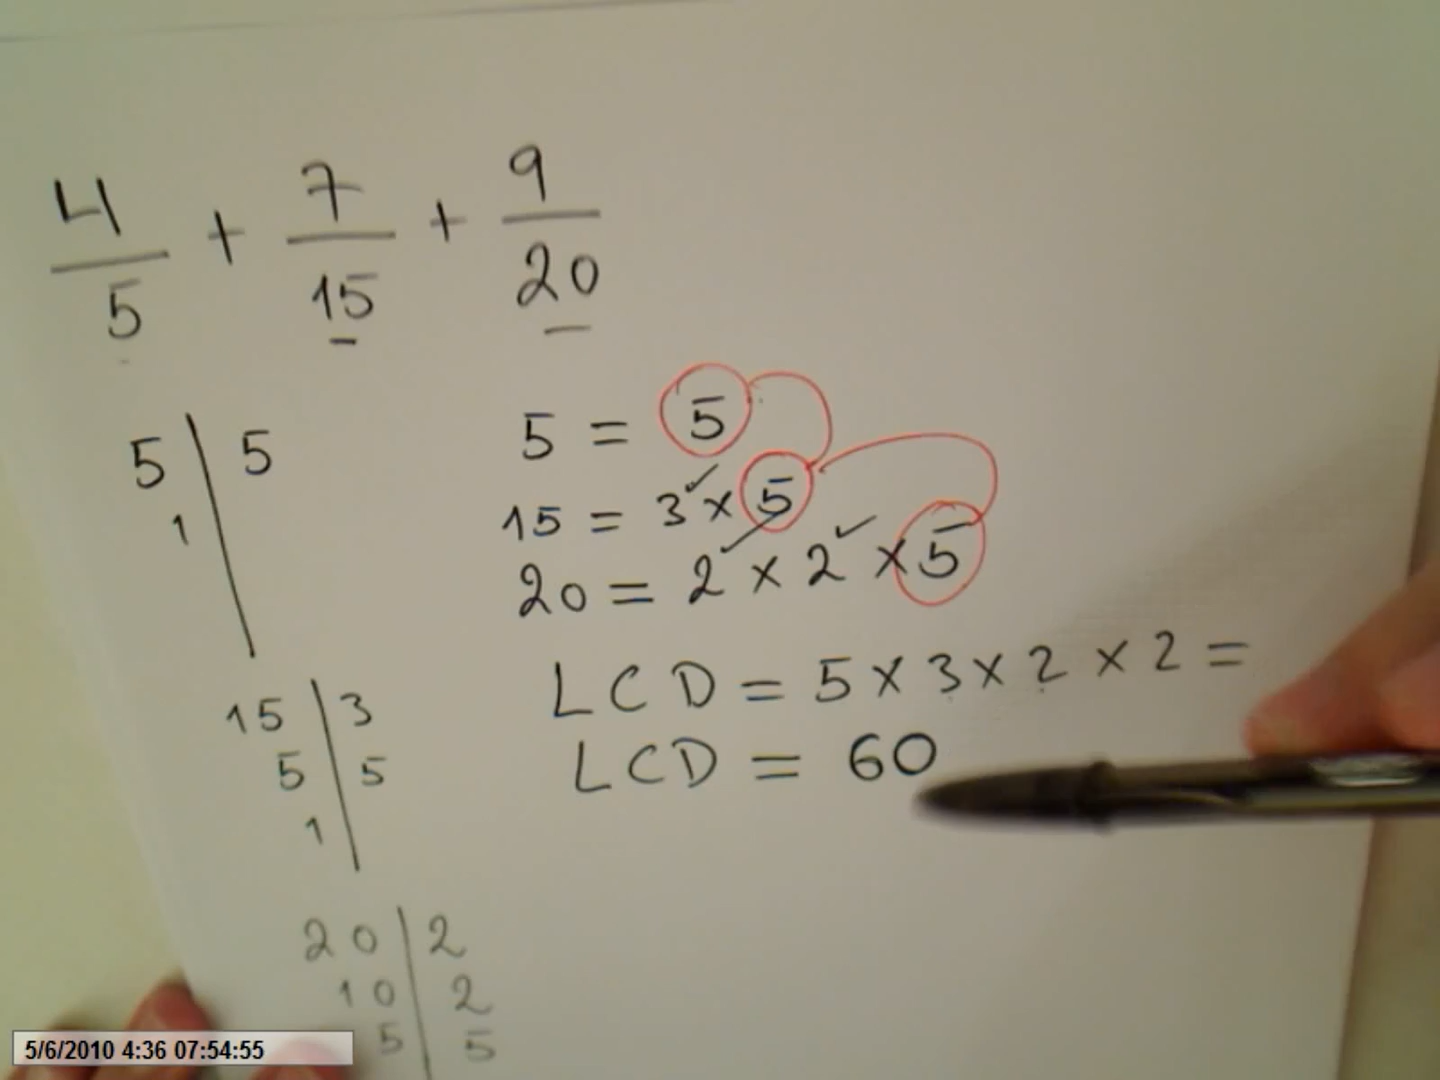 4/5 + 7/15 + 9/20
5 | 5
1
15 | 3
5 | 5
1
20 | 2
10 | 2
5 | 5
5 = 5
15 = 3 × 5
20 = 2 × 2 × 5
LCD = 5 × 3 × 2 × 2 =
LCD = 60
5/6/2010 4:36 07:54:55